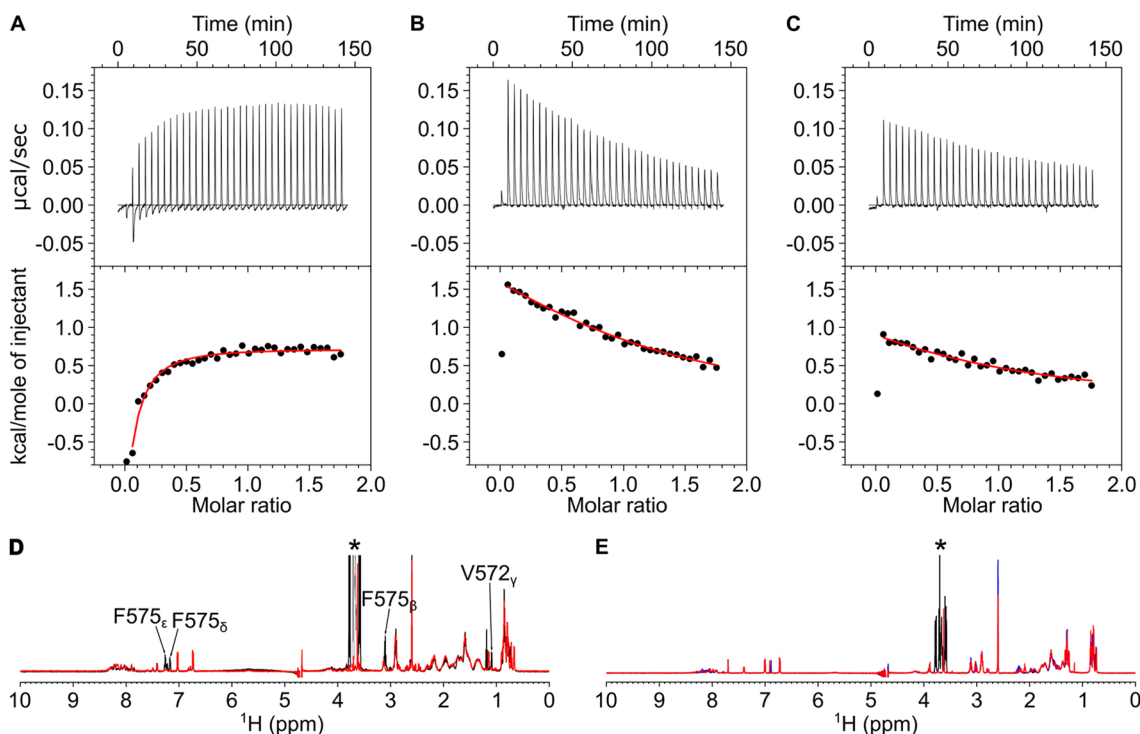 A
Time (min)
0 50 100 150
B
Time (min)
0 50 100 150
C
Time (min)
0 50 100 150
µcal/sec
0.15
0.10
0.05
0.00
-0.05
0.15
0.10
0.05
0.00
-0.05
0.15
0.10
0.05
0.00
-0.05
kcal/mole of injectant
1.5
1.0
0.5
0.0
-0.5
1.5
1.0
0.5
0.0
-0.5
1.5
1.0
0.5
0.0
-0.5
0.0 0.5 1.0 1.5 2.0
Molar ratio
0.0 0.5 1.0 1.5 2.0
Molar ratio
0.0 0.5 1.0 1.5 2.0
Molar ratio
D
*
F575ε
F575δ
F575β
V572γ
10 9 8 7 6 5 4 3 2 1 0
¹H (ppm)
E
*
10 9 8 7 6 5 4 3 2 1 0
¹H (ppm)